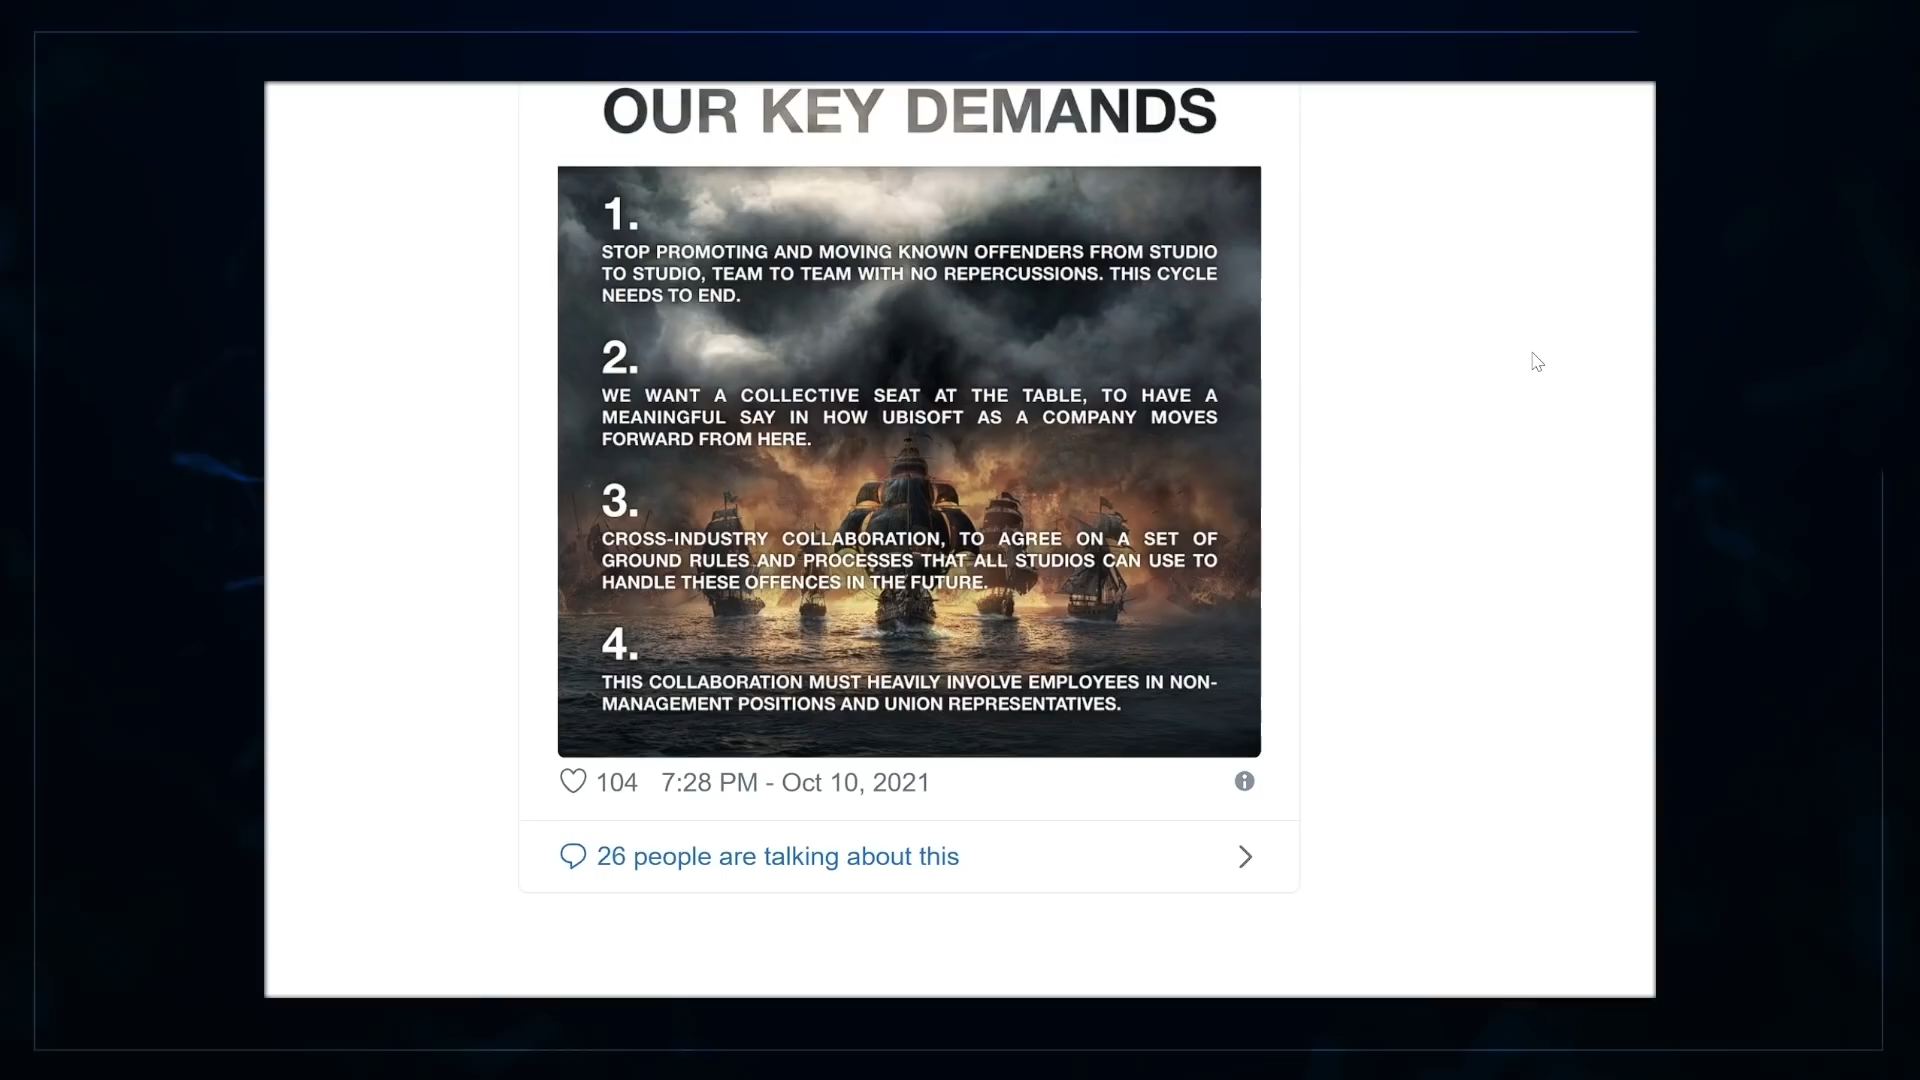 OUR KEY DEMANDS
1.
STOP PROMOTING AND MOVING KNOWN OFFENDERS FROM STUDIO
TO STUDIO, TEAM TO TEAM WITH NO REPERCUSSIONS. THIS CYCLE
NEEDS TO END.
2.
WE WANT A COLLECTIVE SEAT AT THE TABLE, TO HAVE A
MEANINGFUL SAY IN HOW UBISOFT AS A COMPANY MOVES
FORWARD FROM HERE.
3.
CROSS-INDUSTRY COLLABORATION, TO AGREE ON A SET OF
GROUND RULES AND PROCESSES THAT ALL STUDIOS CAN USE TO
HANDLE THESE OFFENCES IN THE FUTURE.
4.
THIS COLLABORATION MUST HEAVILY INVOLVE EMPLOYEES IN NON-
MANAGEMENT POSITIONS AND UNION REPRESENTATIVES.
104 7:28 PM - Oct 10, 2021
26 people are talking about this